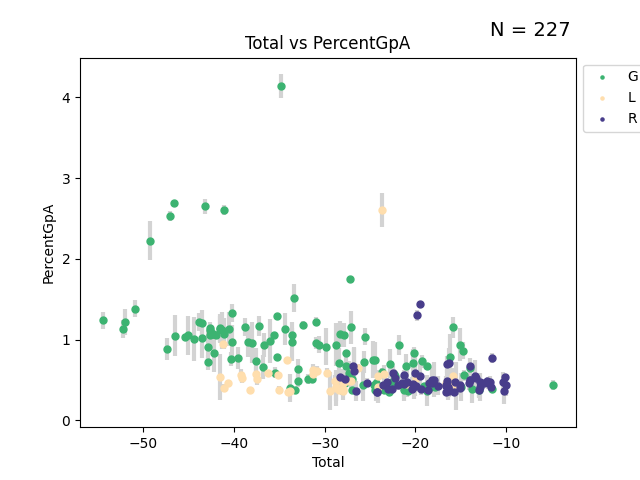 N = 227
Total vs PercentGpA
G
L
R
4
3
2
1
0
PercentGpA
−50
−40
−30
−20
−10
Total